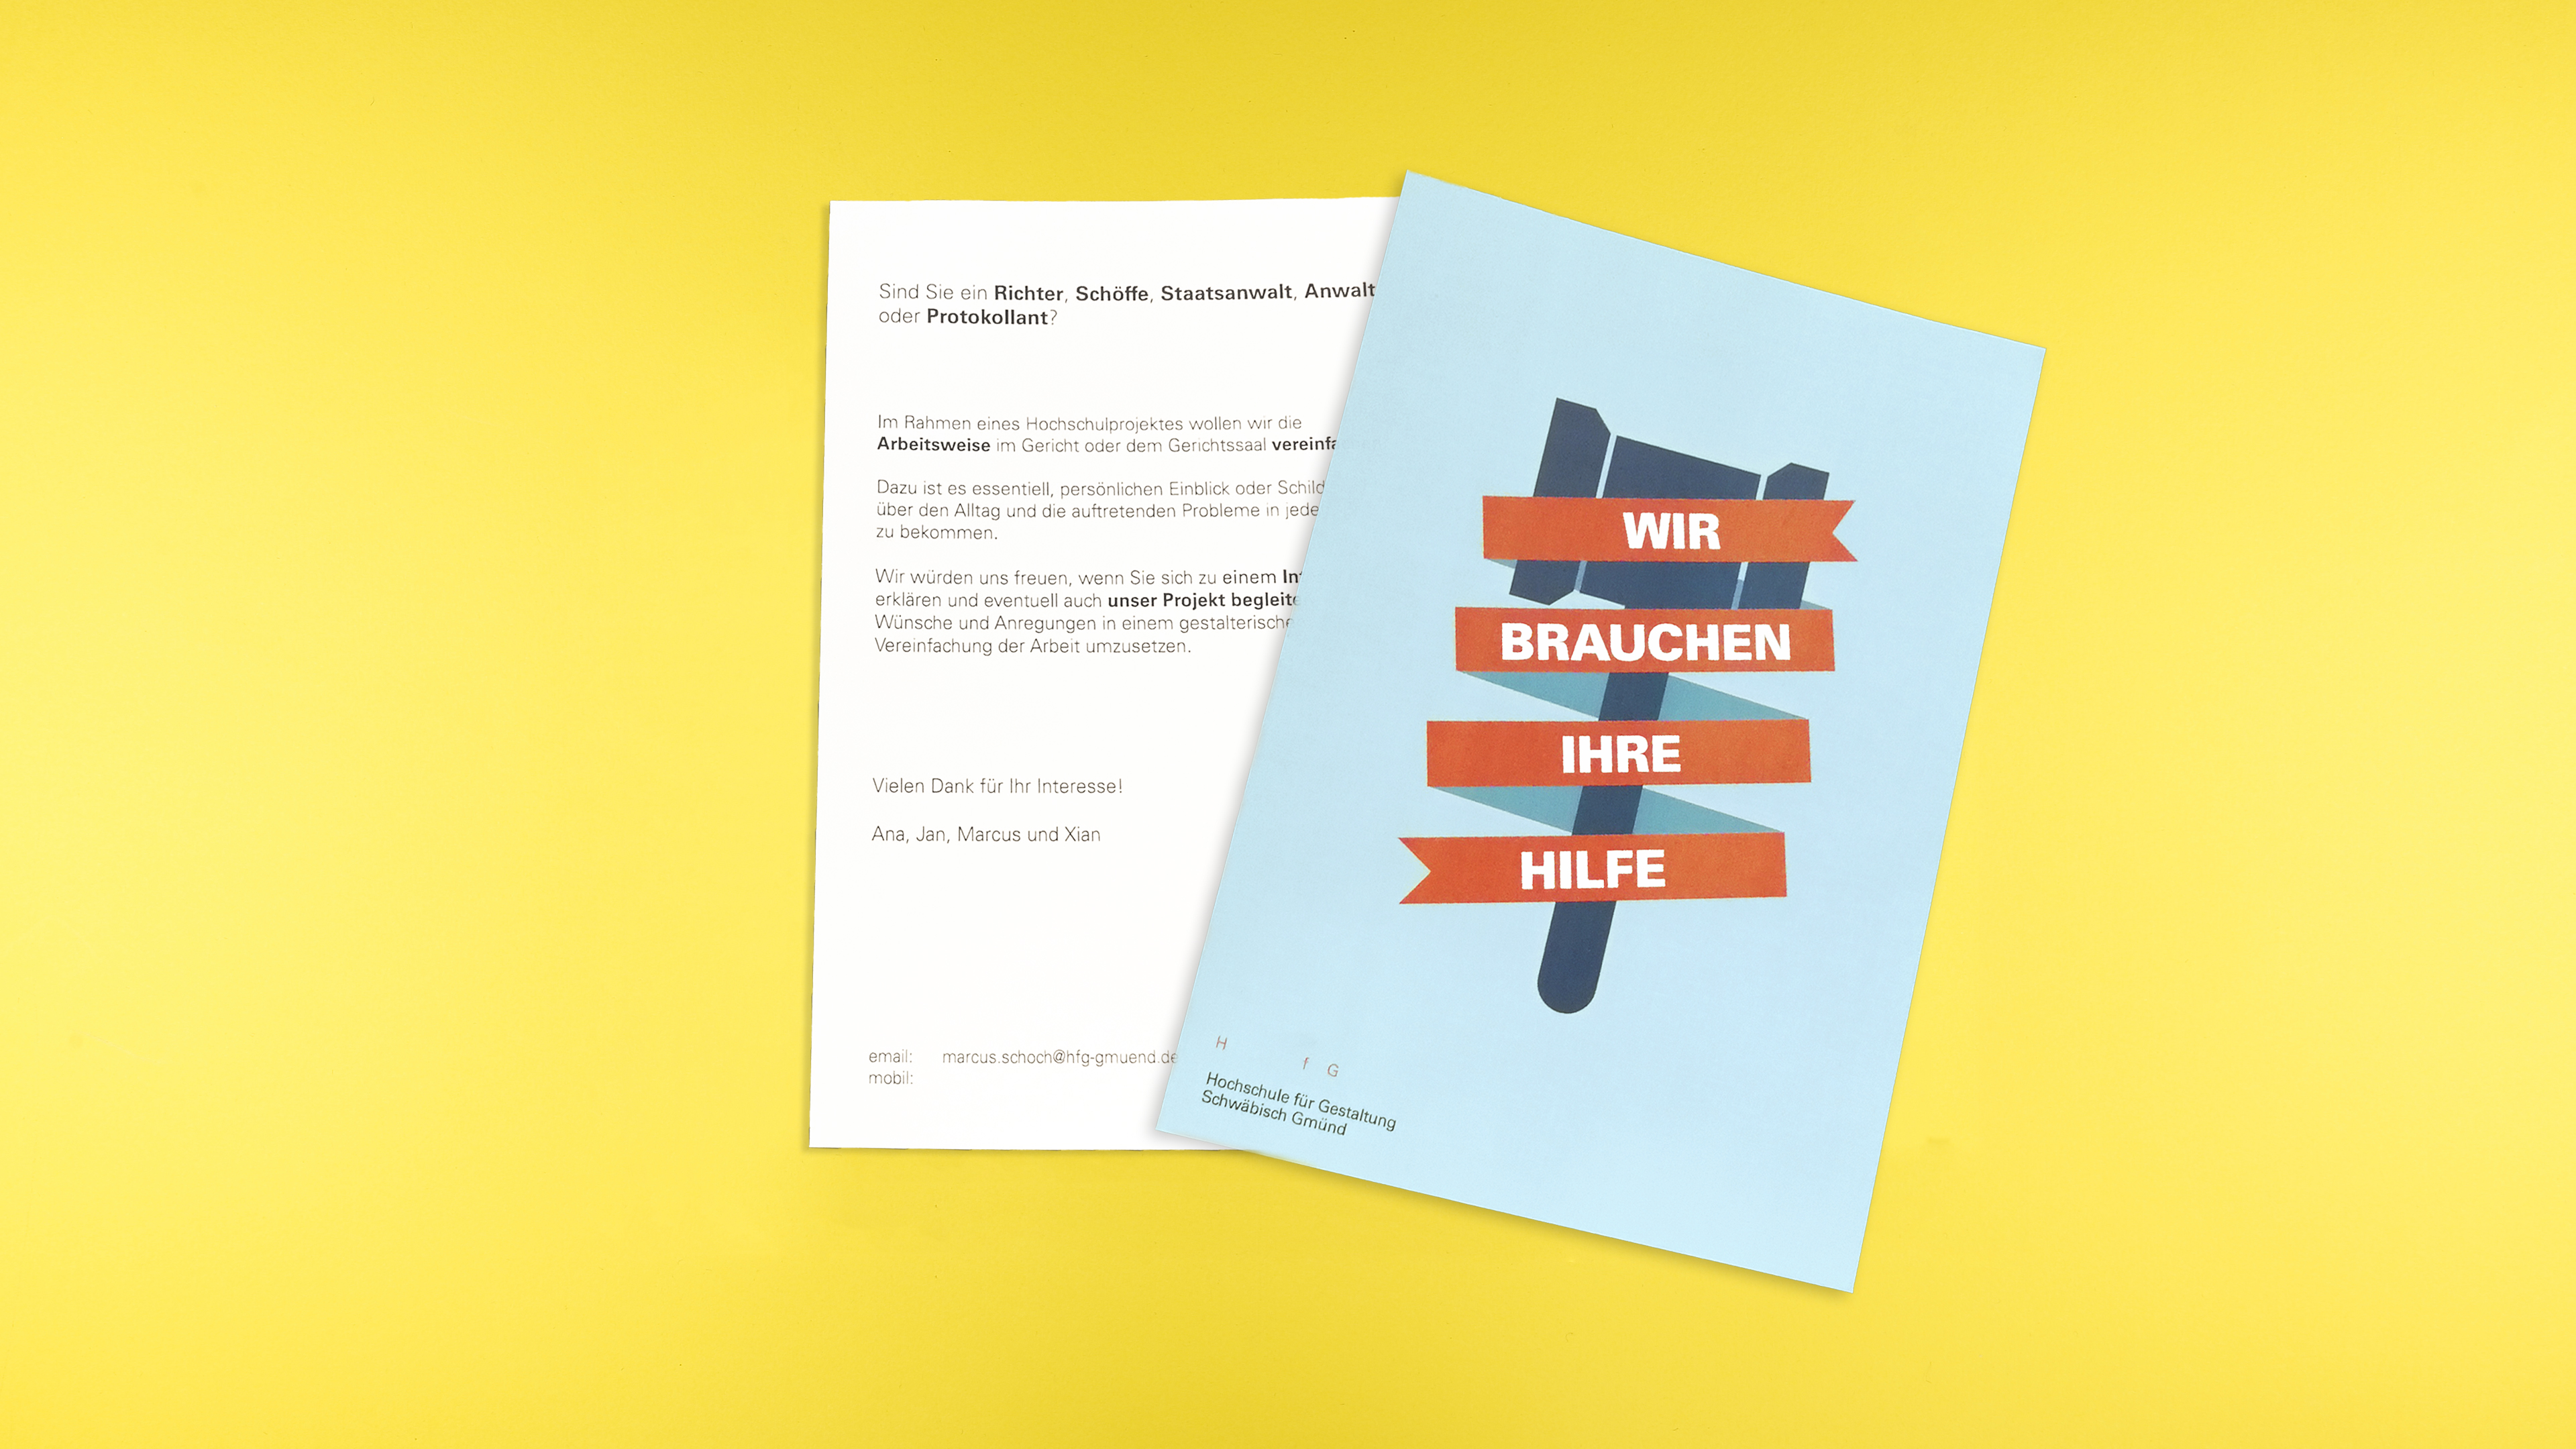 Sind Sie ein Richter, Schöffe, Staatsanwalt, Anwalt
oder Protokollant?
Im Rahmen eines Hochschulprojektes wollen wir die
Arbeitsweise im Gericht oder dem Gerichtssaal
Dazu ist es essentiell, persönlichen Einblick oder
über den Alltag und die auftretenden Probleme in
zu bekommen.
Wir würden uns freuen, wenn Sie sich zu einem
erklären und eventuell auch unser Projekt
Wünsche und Anregungen in einem
Vereinfachung der Arbeit umzusetzen.
Vielen Dank für Ihr Interesse!
Ana, Jan, Marcus und Xian
email: marcus.schoch@hfg-gmuend.de
mobil:
WIR
BRAUCHEN
IHRE
HILFE
H
f G
Hochschule für Gestaltung
Schwäbisch Gmünd